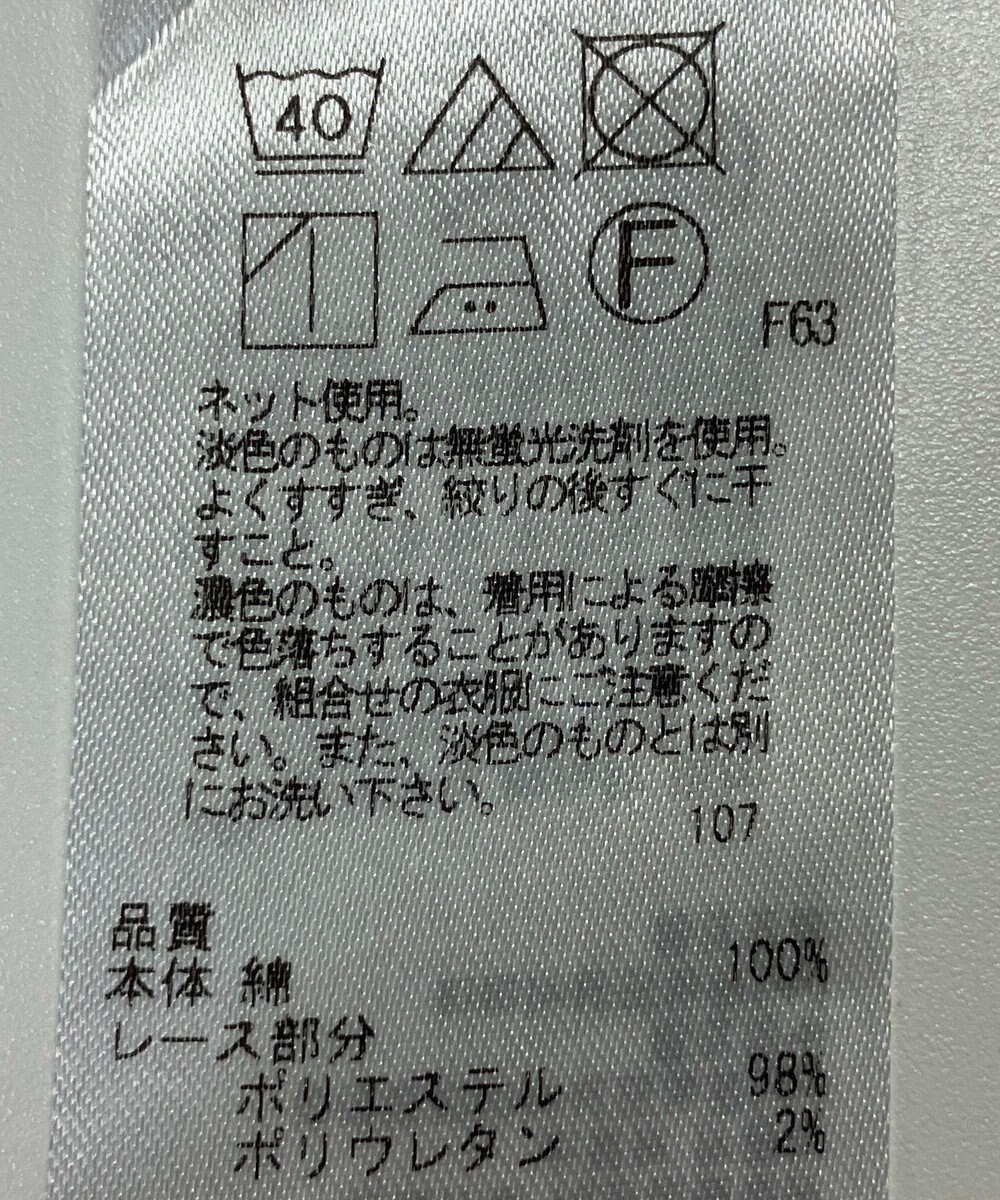 40
F
F63
ネット使用。
淡色のものは無蛍光洗剤を使用。
よくすすぎ、絞りの後すぐに干
すこと。
濃色のものは、着用による摩擦
で色落ちすることがありますの
で、組合せの衣服にご注意くだ
さい。また、淡色のものとは別
にお洗い下さい。
107
品質
本体 綿 100%
レース部分
ポリエステル 98%
ポリウレタン 2%